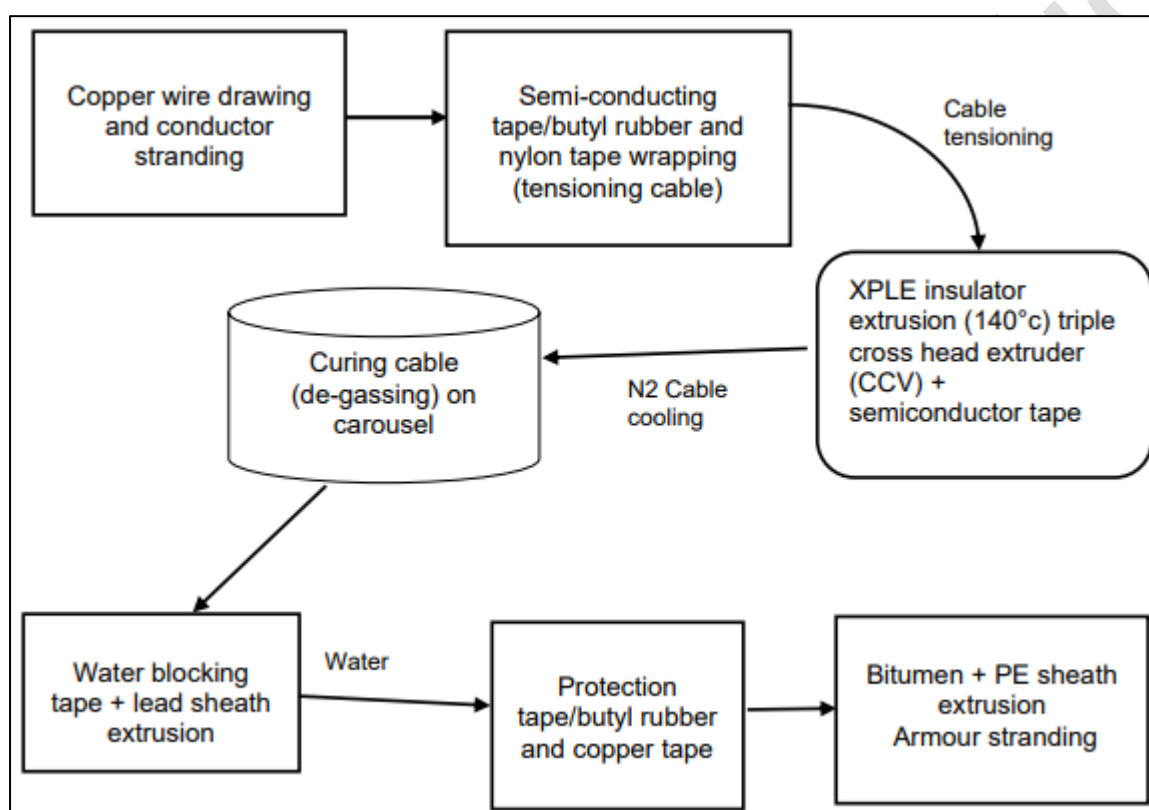 Copper wire drawing
and conductor
stranding
Semi-conducting
tape/butyl rubber and
nylon tape wrapping
(tensioning cable)
Cable
tensioning
XPLE insulator
extrusion (140°c) triple
cross head extruder
(CCV) +
semiconductor tape
N2 Cable
cooling
Curing cable
(de-gassing) on
carousel
Water blocking
tape + lead sheath
extrusion
Water
Protection
tape/butyl rubber
and copper tape
Bitumen + PE sheath
extrusion
Armour stranding